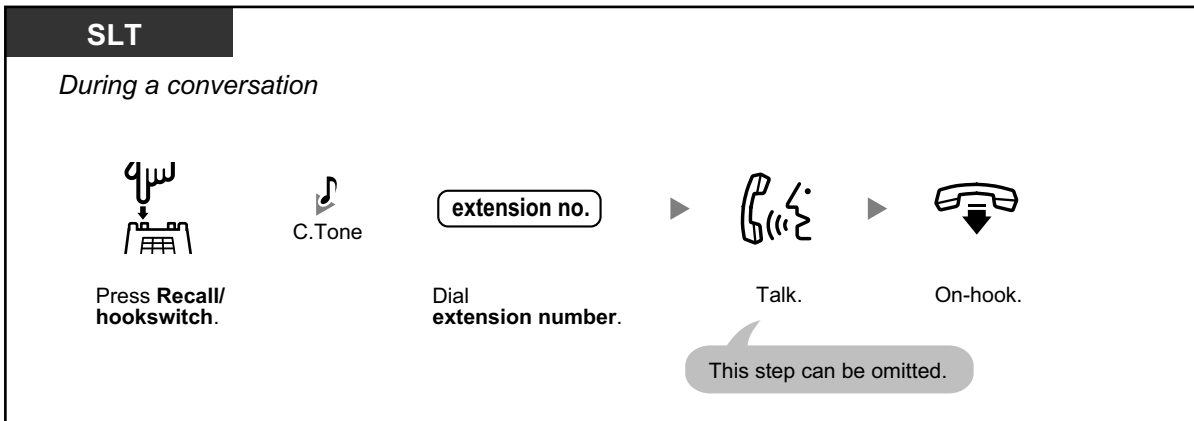 SLT
During a conversation
C.Tone
extension no.
Press Recall/
hookswitch.
Dial
extension number.
Talk.
On-hook.
This step can be omitted.